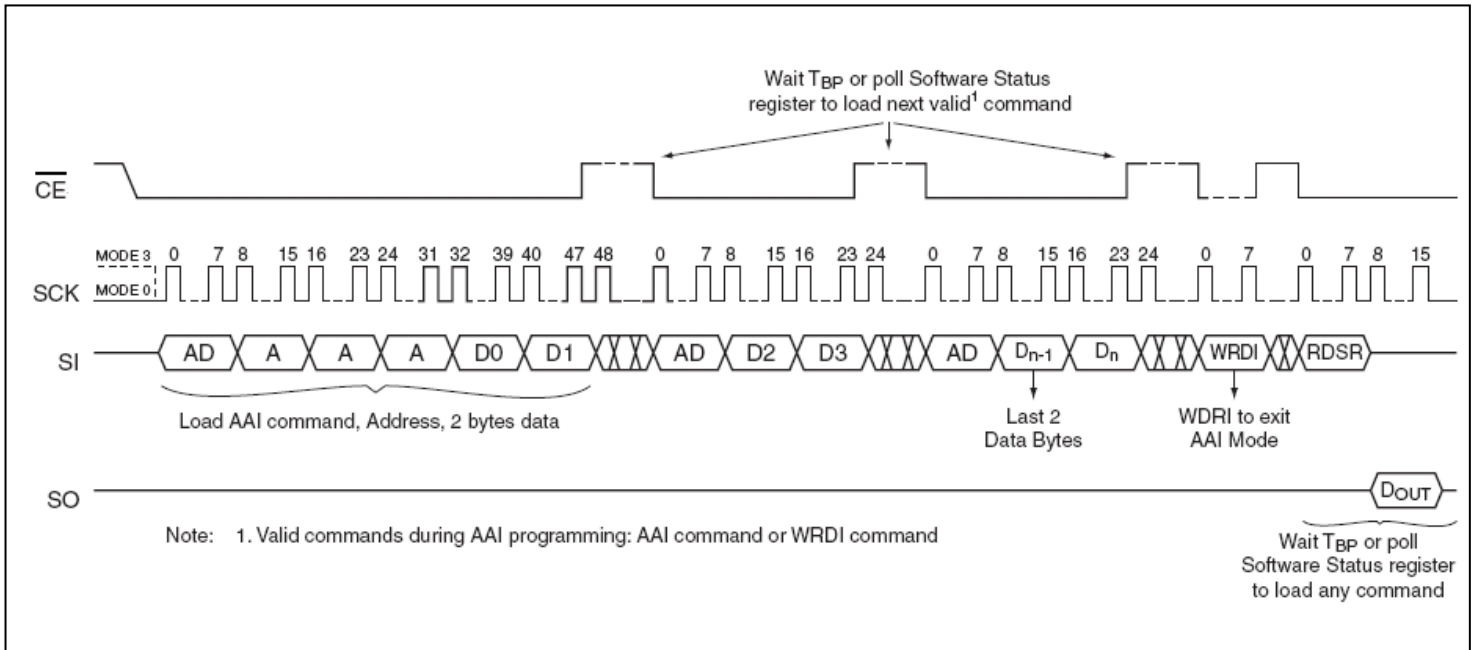 Wait TBP or poll Software Status
register to load next valid1 command
CE
MODE 3 0 7 8 15 16 23 24 31 32 39 40 47 48 0 7 8 15 16 23 24 0 7 8 15 16 23 24 0 7 0 7 8 15
SCK MODE 0
SI AD A A A D0 D1 AD D2 D3 AD Dn-1 Dn WRDI RDSR
Load AAI command, Address, 2 bytes data
Last 2
Data Bytes
WDRI to exit
AAI Mode
SO DOUT
Note: 1. Valid commands during AAI programming: AAI command or WRDI command
Wait TBP or poll
Software Status register
to load any command